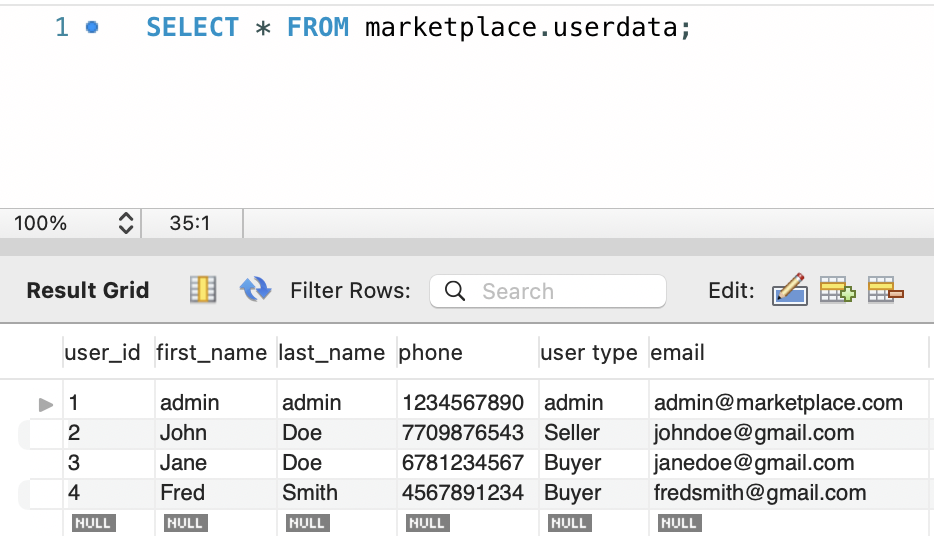 1 SELECT * FROM marketplace.userdata;
100% 35:1
Result Grid Filter Rows: Search Edit:
user_id first_name last_name phone user type email
1 admin admin 1234567890 admin admin@marketplace.com
2 John Doe 7709876543 Seller johndoe@gmail.com
3 Jane Doe 6781234567 Buyer janedoe@gmail.com
4 Fred Smith 4567891234 Buyer fredsmith@gmail.com
NULL NULL NULL NULL NULL NULL